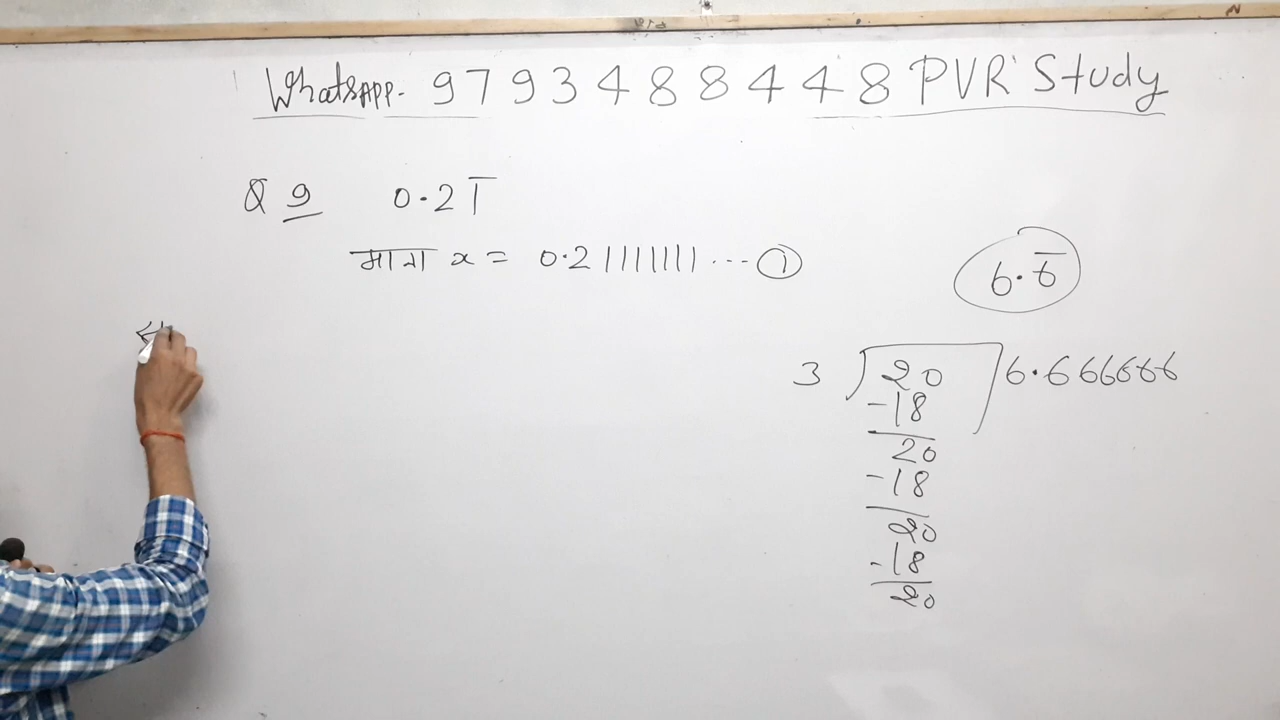 WhatsAPP. 9793488448 PVR Study
Q 9 0.21̅
माना x = 0.21111111 ... ①
6.6̅
3 ) 20 ( 6.666666
-18
20
-18
20
-18
20